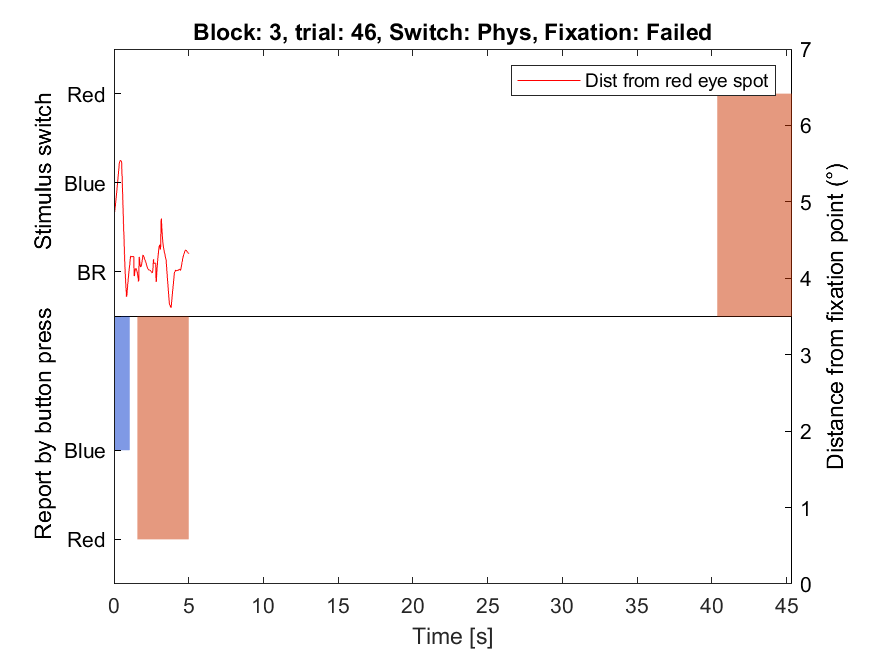 Block: 3, trial: 46, Switch: Phys, Fixation: Failed
Dist from red eye spot
Stimulus switch
Red
Blue
BR
Report by button press
Blue
Red
7
6
5
4
3
2
1
0
Distance from fixation point (°)
0 5 10 15 20 25 30 35 40 45
Time [s]